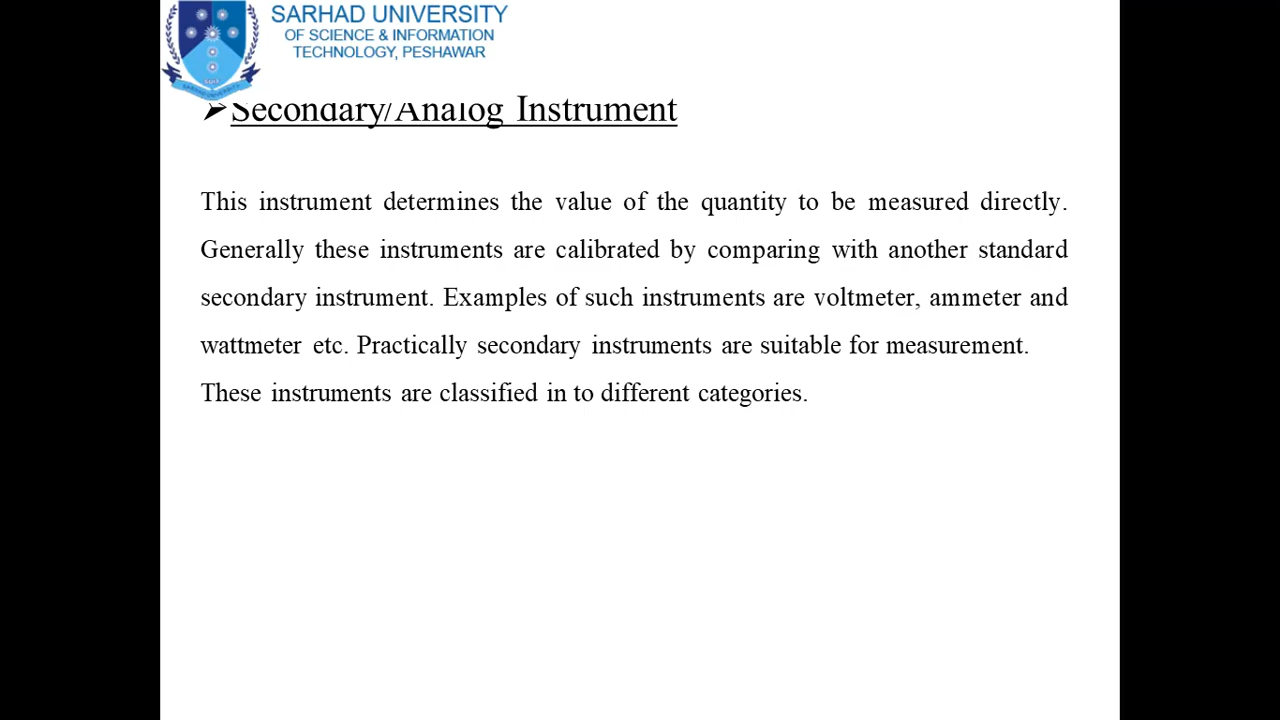 SARHAD UNIVERSITY
OF SCIENCE & INFORMATION
TECHNOLOGY, PESHAWAR
SUIT
SARHAD UNIVERSITY
Secondary/Analog Instrument
This instrument determines the value of the quantity to be measured directly.
Generally these instruments are calibrated by comparing with another standard
secondary instrument. Examples of such instruments are voltmeter, ammeter and
wattmeter etc. Practically secondary instruments are suitable for measurement.
These instruments are classified in to different categories.